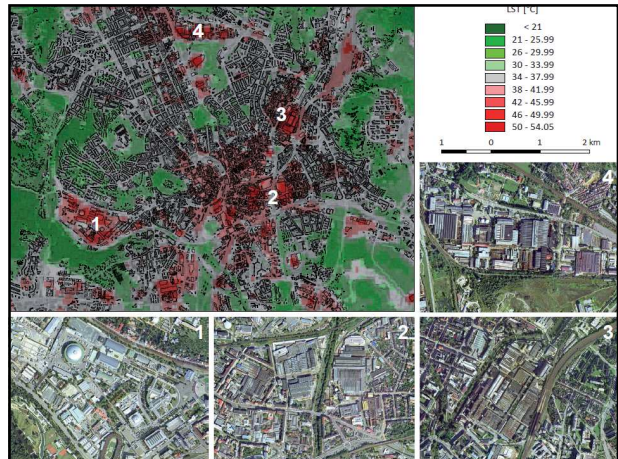 LST [°C]
< 21
21 - 25.99
26 - 29.99
30 - 33.99
34 - 37.99
38 - 41.99
42 - 45.99
46 - 49.99
50 - 54.05
1 0 1 2 km
4
3
2
1
4
1
2
3